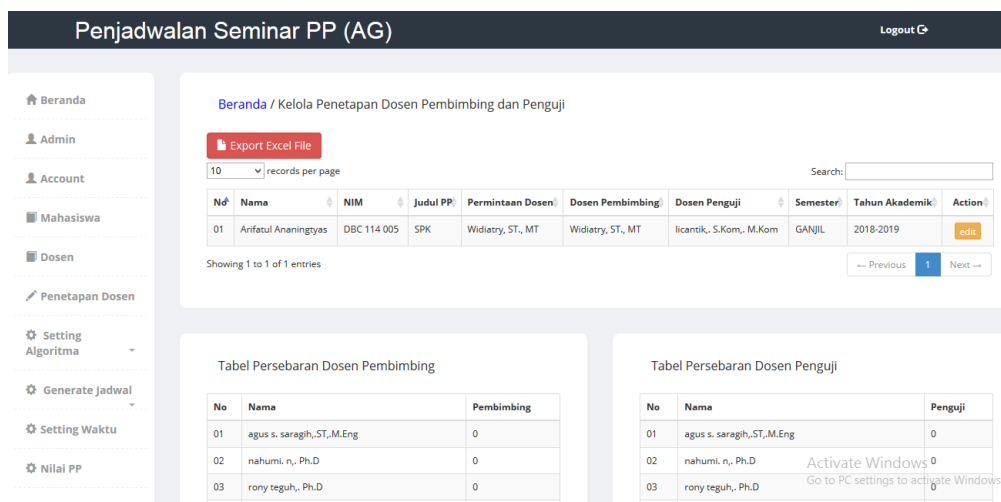 Penjadwalan Seminar PP (AG)
Logout
Beranda
Admin
Account
Mahasiswa
Dosen
Penetapan Dosen
Setting
Algoritma
Generate Jadwal
Setting Waktu
Nilai PP
Beranda / Kelola Penetapan Dosen Pembimbing dan Penguji
Export Excel File
10 records per page
Search:
No Nama NIM Judul PP Permintaan Dosen Dosen Pembimbing Dosen Penguji Semester Tahun Akademik Action
01 Arifatul Ananingtyas DBC 114 005 SPK Widiatry, ST., MT Widiatry, ST., MT licantik,. S.Kom,. M.Kom GANJIL 2018-2019 edit
Showing 1 to 1 of 1 entries
← Previous 1 Next →
Tabel Persebaran Dosen Pembimbing
No Nama Pembimbing
01 agus s. saragih,.ST,.M.Eng 0
02 nahumi. n,. Ph.D 0
03 rony teguh,. Ph.D 0
Tabel Persebaran Dosen Penguji
No Nama Penguji
01 agus s. saragih,.ST,.M.Eng 0
02 nahumi. n,. Ph.D 0
03 rony teguh,. Ph.D 0
Activate Windows
Go to PC settings to activate Windows